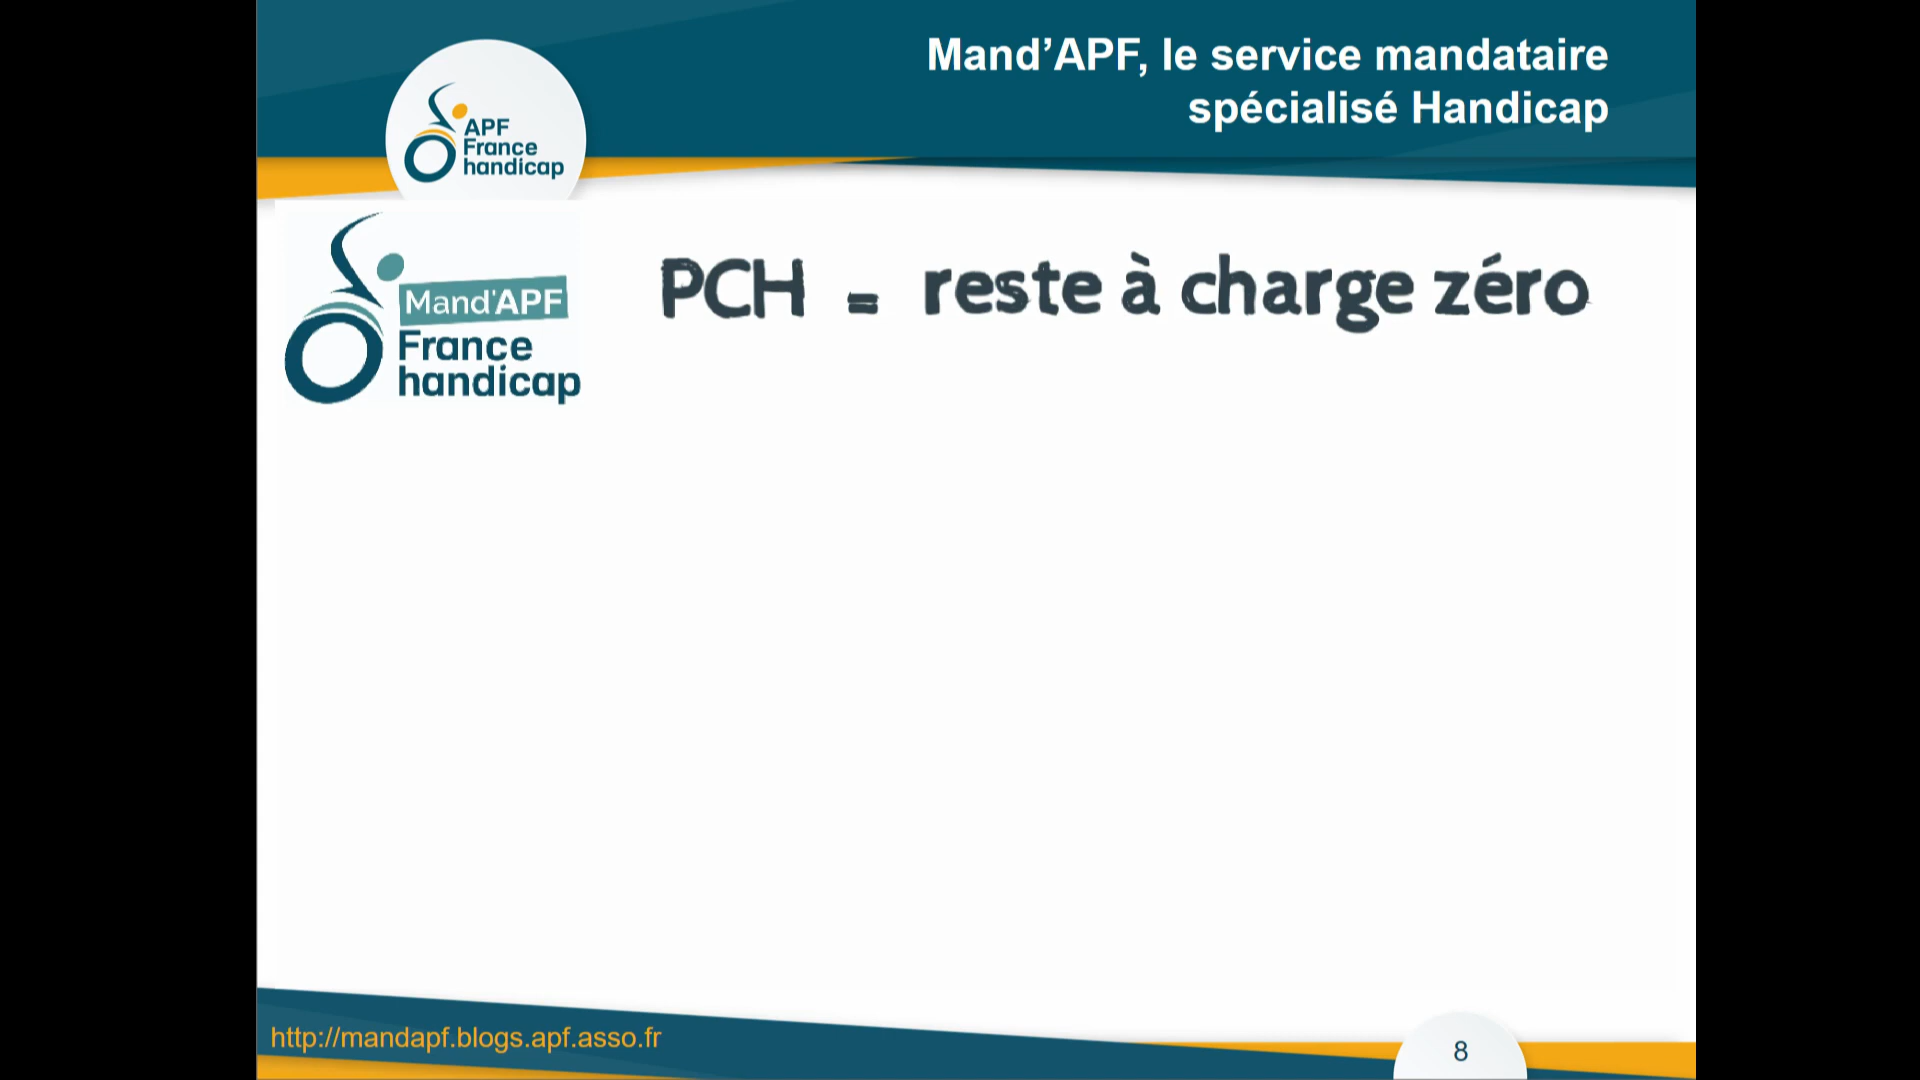 Mand’APF, le service mandataire
spécialisé Handicap
APF
France
handicap
Mand'APF
France
handicap
PCH = reste à charge zéro
http://mandapf.blogs.apf.asso.fr
8